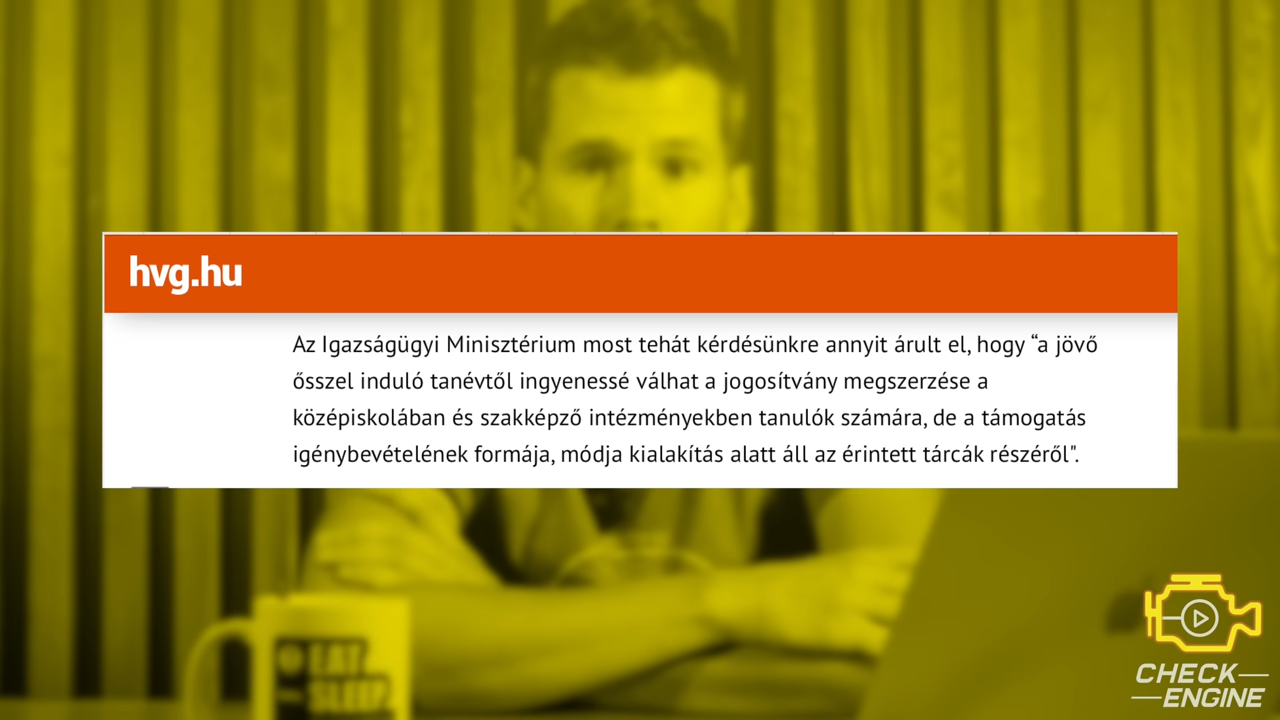 hvg.hu
Az Igazságügyi Minisztérium most tehát kérdésünkre annyit árult el, hogy “a jövő
ősszel induló tanévtől ingyenessé válhat a jogosítvány megszerzése a
középiskolában és szakképző intézményekben tanulók számára, de a támogatás
igénybevételének formája, módja kialakítás alatt áll az érintett tárcák részéről".
EAT
SLEEP
CHECK
ENGINE